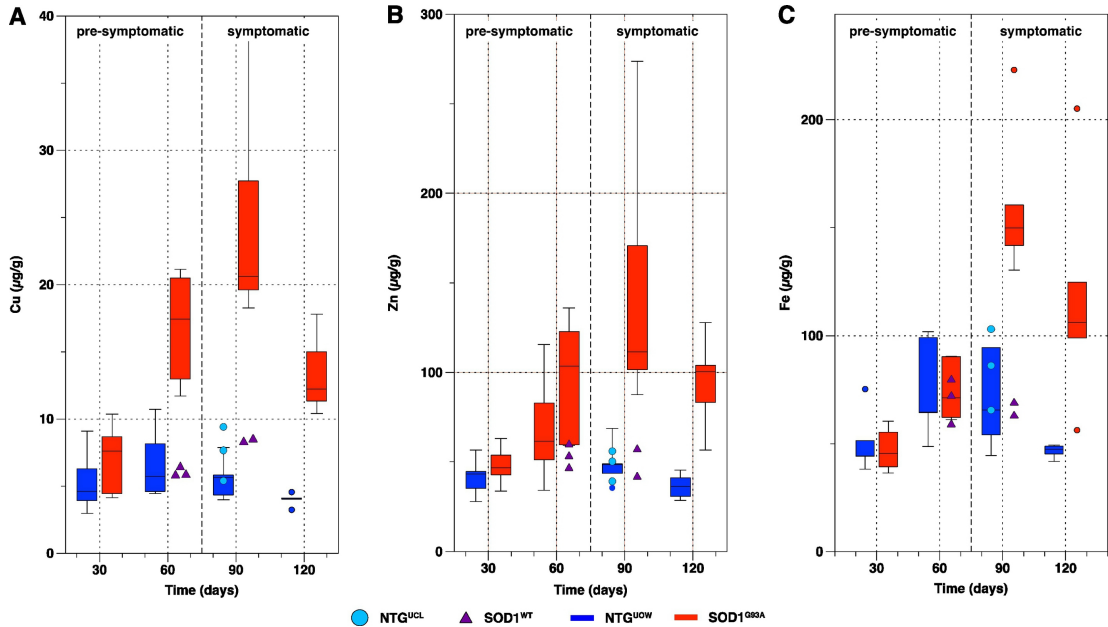 A
pre-symptomatic symptomatic
40
30
20
10
0
Cu (µg/g)
30 60 90 120
Time (days)
B
pre-symptomatic symptomatic
300
200
100
0
Zn (µg/g)
30 60 90 120
Time (days)
C
pre-symptomatic symptomatic
200
100
0
Fe (µg/g)
30 60 90 120
Time (days)
NTG^UCL SOD1^WT NTG^UOW SOD1^G93A